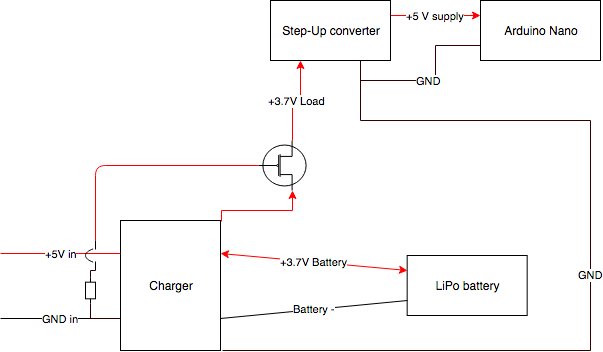 Step-Up converter
+5 V supply
Arduino Nano
GND
+3.7V Load
+5V in
+3.7V Battery
GND
Charger
LiPo battery
Battery -
GND in